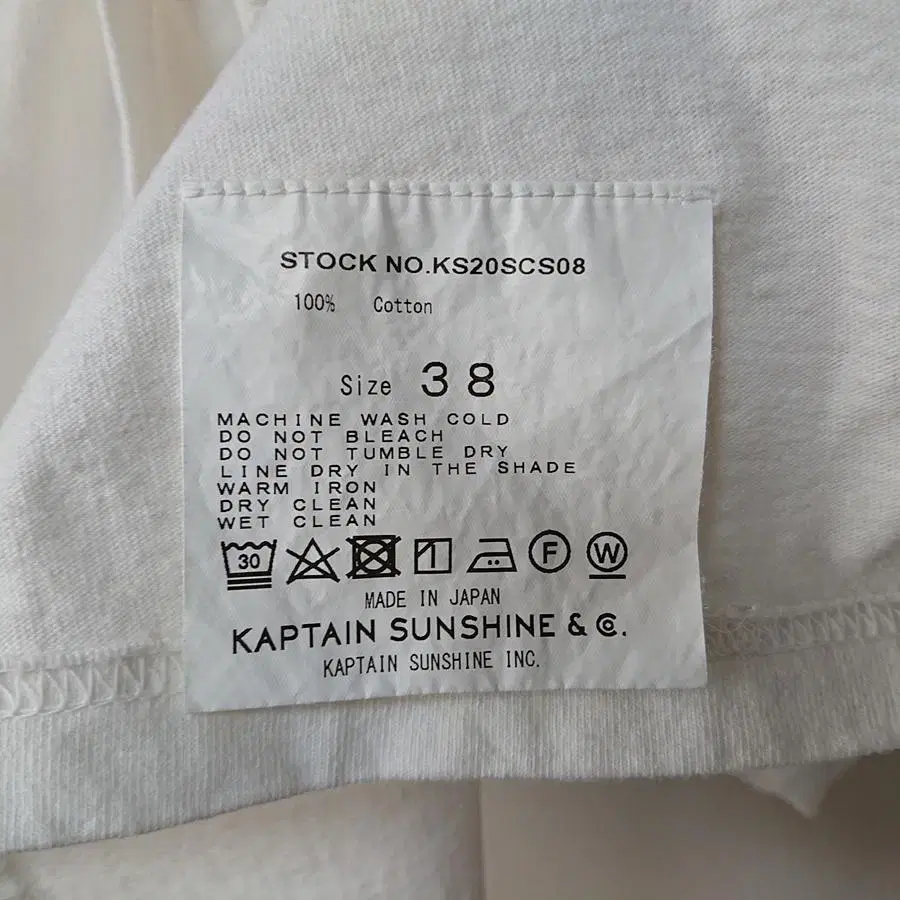 STOCK NO.KS20SCS08
100% Cotton
Size 38
MACHINE WASH COLD
DO NOT BLEACH
DO NOT TUMBLE DRY
LINE DRY IN THE SHADE
WARM IRON
DRY CLEAN
WET CLEAN
30 F W
MADE IN JAPAN
KAPTAIN SUNSHINE & Co.
KAPTAIN SUNSHINE INC.